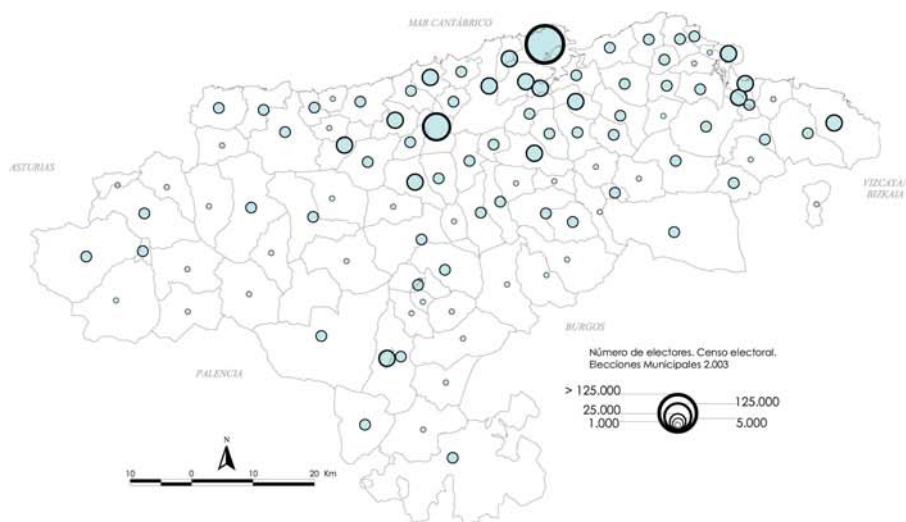 MAR CANTÁBRICO
ASTURIAS
VIZCAYA/
BIZKAIA
BURGOS
PALENCIA
Número de electores. Censo electoral.
Elecciones Municipales 2.003
> 125.000
125.000
25.000
5.000
1.000
N
10 0 10 20 Km